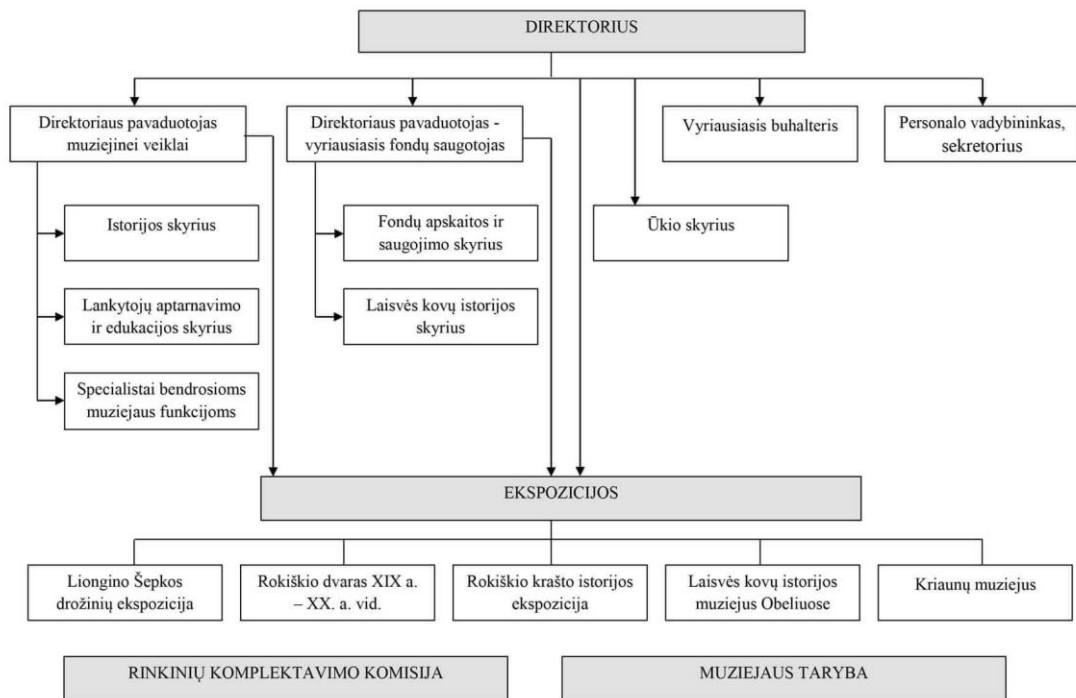 DIREKTORIUS
Direktoriaus pavaduotojas
muziejinei veiklai
Direktoriaus pavaduotojas -
vyriausiasis fondų saugotojas
Vyriausiasis buhalteris
Personalo vadybininkas,
sekretorius
Istorijos skyrius
Fondų apskaitos ir
saugojimo skyrius
Ūkio skyrius
Lankytojų aptarnavimo
ir edukacijos skyrius
Laisvės kovų istorijos
skyrius
Specialistai bendrosioms
muziejaus funkcijoms
EKSPOZICIJOS
Liongino Šepkos
drožinių ekspozicija
Rokiškio dvaras XIX a.
– XX. a. vid.
Rokiškio krašto istorijos
ekspozicija
Laisvės kovų istorijos
muziejus Obeliuose
Kriaunų muziejus
RINKINIŲ KOMPLEKTAVIMO KOMISIJA
MUZIEJAUS TARYBA